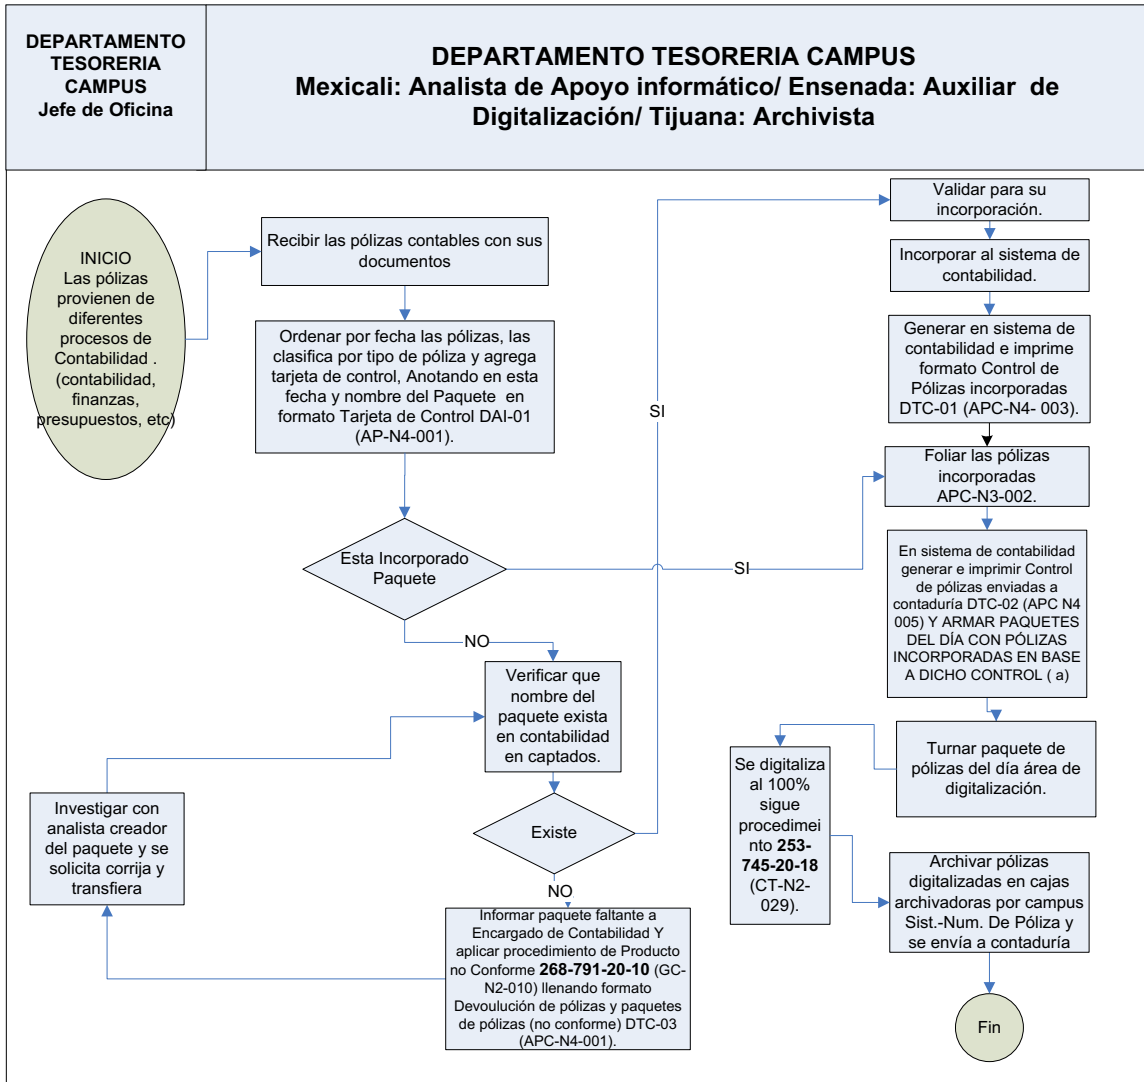 DEPARTAMENTO
TESORERIA
CAMPUS
Jefe de Oficina
DEPARTAMENTO TESORERIA CAMPUS
Mexicali: Analista de Apoyo informático/ Ensenada: Auxiliar de
Digitalización/ Tijuana: Archivista
INICIO
Las pólizas
provienen de
diferentes
procesos de
Contabilidad .
(contabilidad,
finanzas,
presupuestos, etc)
Recibir las pólizas contables con sus
documentos
Ordenar por fecha las pólizas, las
clasifica por tipo de póliza y agrega
tarjeta de control, Anotando en esta
fecha y nombre del Paquete en
formato Tarjeta de Control DAI-01
(AP-N4-001).
Esta Incorporado
Paquete
SI
NO
Verificar que
nombre del
paquete exista
en contabilidad
en captados.
Existe
SI
NO
Informar paquete faltante a
Encargado de Contabilidad Y
aplicar procedimiento de Producto
no Conforme 268-791-20-10 (GC-
N2-010) llenando formato
Devoulución de pólizas y paquetes
de pólizas (no conforme) DTC-03
(APC-N4-001).
Investigar con
analista creador
del paquete y se
solicita corrija y
transfiera
Validar para su
incorporación.
Incorporar al sistema de
contabilidad.
Generar en sistema de
contabilidad e imprime
formato Control de
Pólizas incorporadas
DTC-01 (APC-N4- 003).
Foliar las pólizas
incorporadas
APC-N3-002.
En sistema de contabilidad
generar e imprimir Control
de pólizas enviadas a
contaduría DTC-02 (APC N4
005) Y ARMAR PAQUETES
DEL DÍA CON PÓLIZAS
INCORPORADAS EN BASE
A DICHO CONTROL ( a)
Turnar paquete de
pólizas del día área de
digitalización.
Se digitaliza
al 100%
sigue
procedimei
nto 253-
745-20-18
(CT-N2-
029).
Archivar pólizas
digitalizadas en cajas
archivadoras por campus
Sist.-Num. De Póliza y
se envía a contaduría
Fin